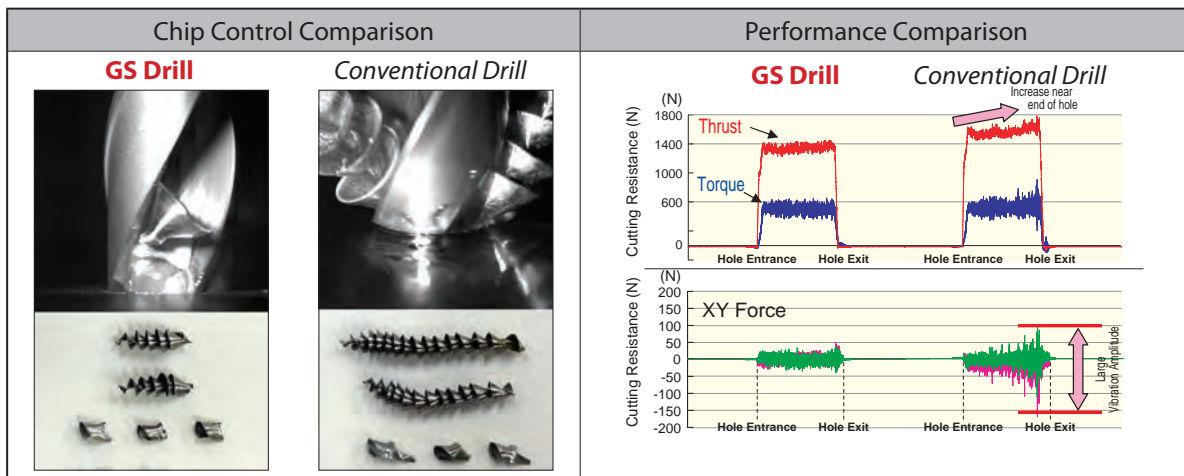 Chip Control Comparison
GS Drill
Conventional Drill
Performance Comparison
GS Drill
Conventional Drill
(N)
Increase near
end of hole
Cutting Resistance (N)
1800
1400
1000
600
0
-200
Thrust
Torque
Hole Entrance
Hole Exit
Hole Entrance
Hole Exit
(N)
Cutting Resistance (N)
200
150
100
50
0
-50
-100
-150
-200
XY Force
Large
Vibration Amplitude
Hole Entrance
Hole Exit
Hole Entrance
Hole Exit